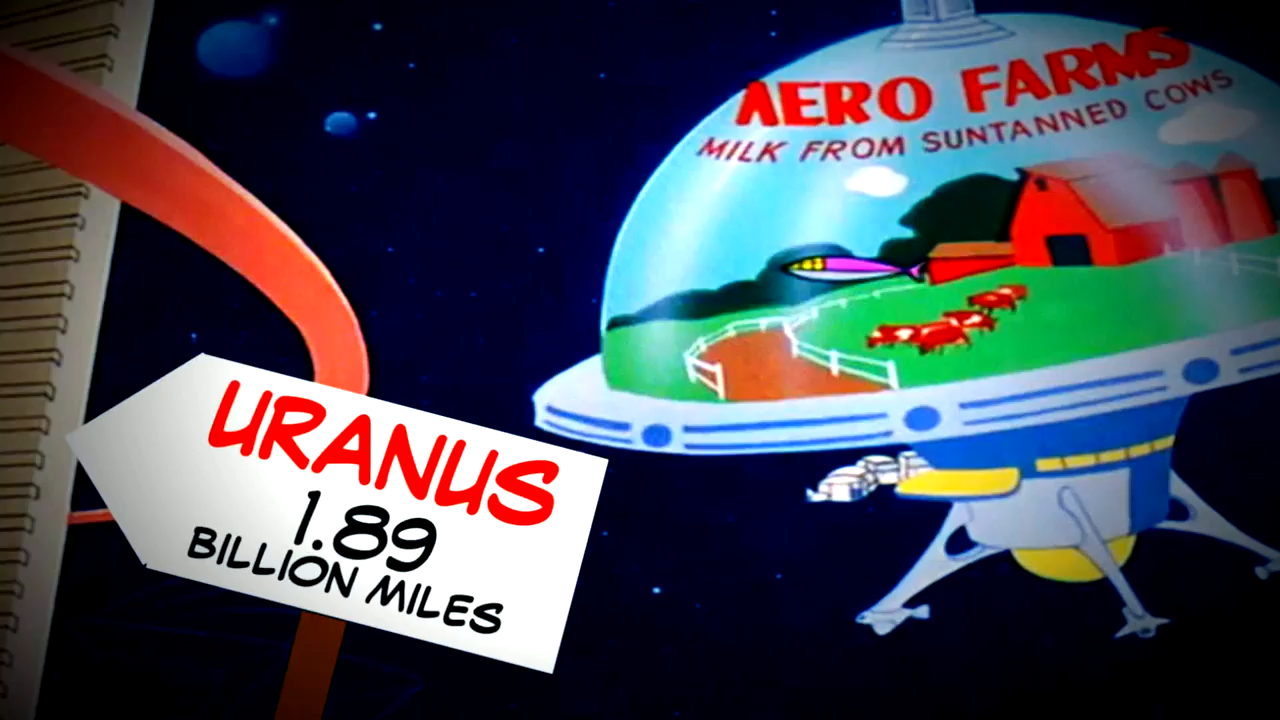 AERO FARMS
MILK FROM SUNTANNED COWS
URANUS
1.89
BILLION MILES